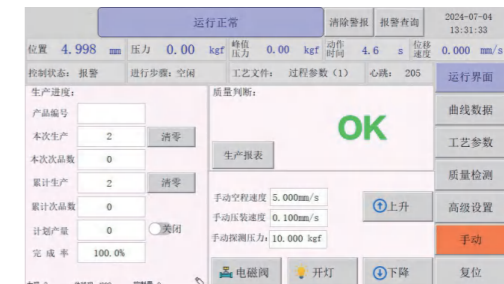 运行正常 清除警报 报警查询 2024-07-04 13:31:33
位置 4.998 mm 压力 0.00 kgf 峰值压力 0.00 kgf 动作时间 4.6 s 位移速度 0.000 mm/s
控制状态: 报警 进行步骤: 空闲 工艺文件: 过程参数 (1) 心跳: 205 运行界面
生产进度: 质量判断:
产品编号 曲线数据
本次生产 2 清零 OK
工艺参数
本次次品数 0 生产报表
质量检测
累计生产 2 清零
手动空程速度 5.000mm/s
累计次品数 0 上升 高级设置
手动压装速度 0.100mm/s
计划产量 0 关闭 手动探测压力: 10.000 kgf 手动
完成率 100.0%
电磁阀 开灯 下降 复位